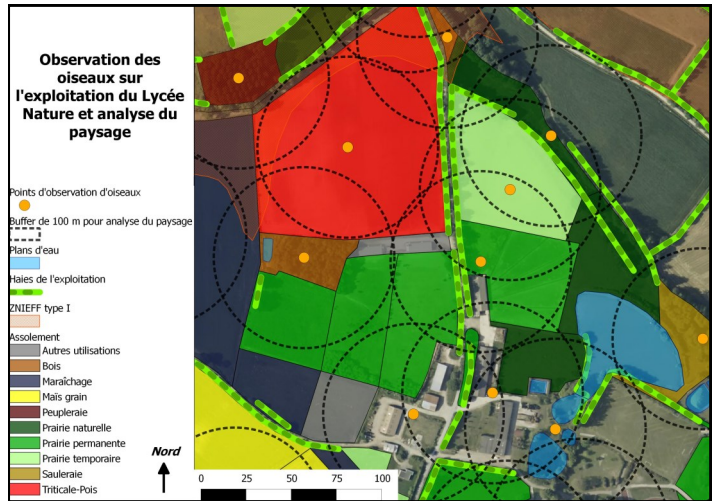 Observation des
oiseaux sur
l'exploitation du Lycée
Nature et analyse du
paysage
Points d'observation d'oiseaux
Buffer de 100 m pour analyse du paysage
Plans d'eau
Haies de l'exploitation
ZNIEFF type I
Assolement
Autres utilisations
Bois
Maraîchage
Maïs grain
Peupleraie
Prairie naturelle
Prairie permanente
Prairie temporaire
Sauleraie
Triticale-Pois
Nord
0 25 50 75 100